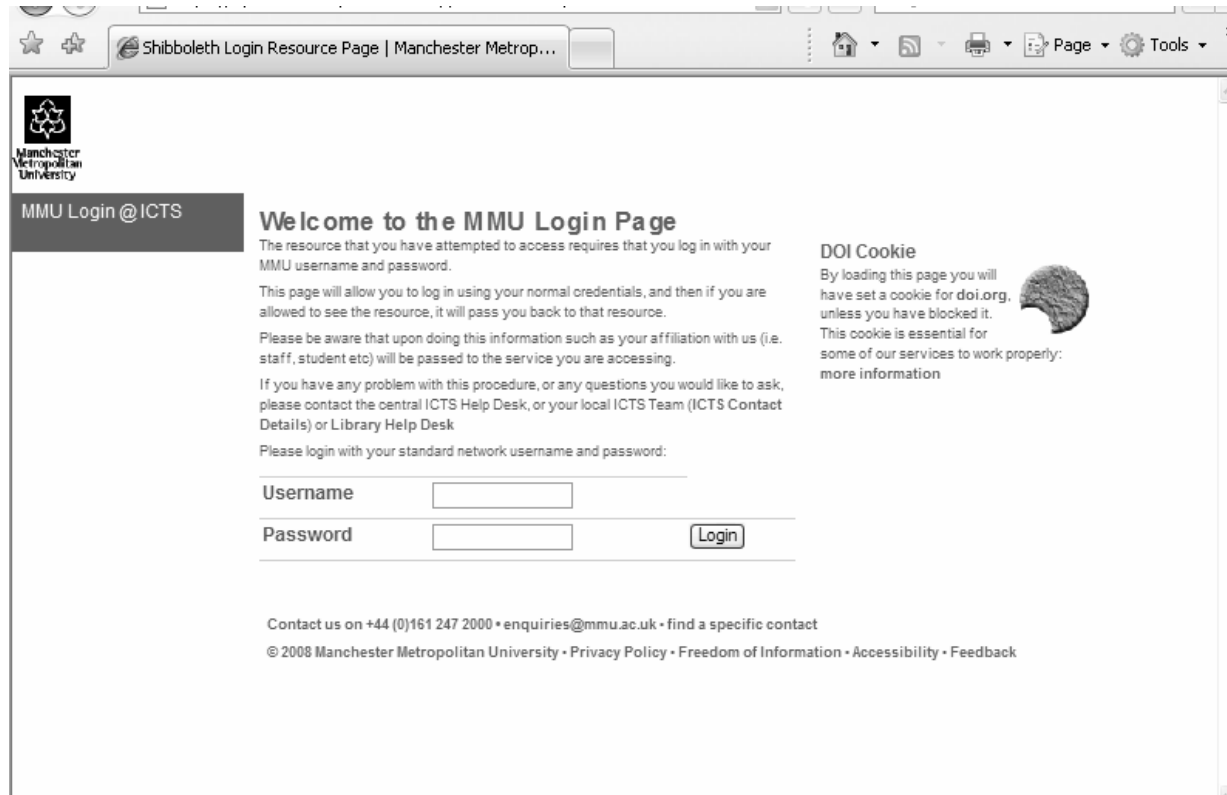 Shibboleth Login Resource Page | Manchester Metrop...
Page
Tools
Manchester
Metropolitan
University
MMU Login @ ICTS
Welcome to the MMU Login Page
The resource that you have attempted to access requires that you log in with your
MMU username and password.
This page will allow you to log in using your normal credentials, and then if you are
allowed to see the resource, it will pass you back to that resource.
Please be aware that upon doing this information such as your affiliation with us (i.e.
staff, student etc) will be passed to the service you are accessing.
If you have any problem with this procedure, or any questions you would like to ask,
please contact the central ICTS Help Desk, or your local ICTS Team (ICTS Contact
Details) or Library Help Desk
Please login with your standard network username and password:
Username
Password
Login
DOI Cookie
By loading this page you will
have set a cookie for doi.org,
unless you have blocked it.
This cookie is essential for
some of our services to work properly:
more information
Contact us on +44 (0)161 247 2000 • enquiries@mmu.ac.uk • find a specific contact
© 2008 Manchester Metropolitan University • Privacy Policy • Freedom of Information • Accessibility • Feedback